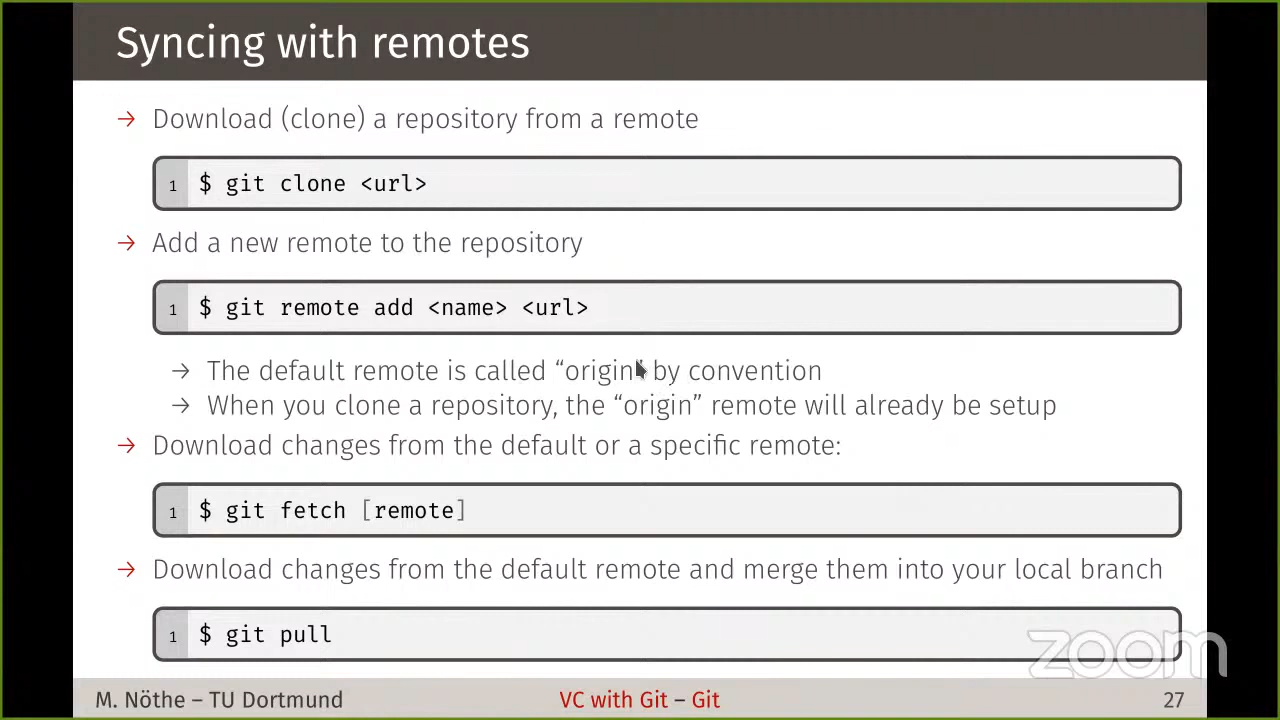 Syncing with remotes
→ Download (clone) a repository from a remote
1 $ git clone <url>
→ Add a new remote to the repository
1 $ git remote add <name> <url>
→ The default remote is called “origin” by convention
→ When you clone a repository, the “origin” remote will already be setup
→ Download changes from the default or a specific remote:
1 $ git fetch [remote]
→ Download changes from the default remote and merge them into your local branch
1 $ git pull
zoom
M. Nöthe – TU Dortmund VC with Git – Git 27